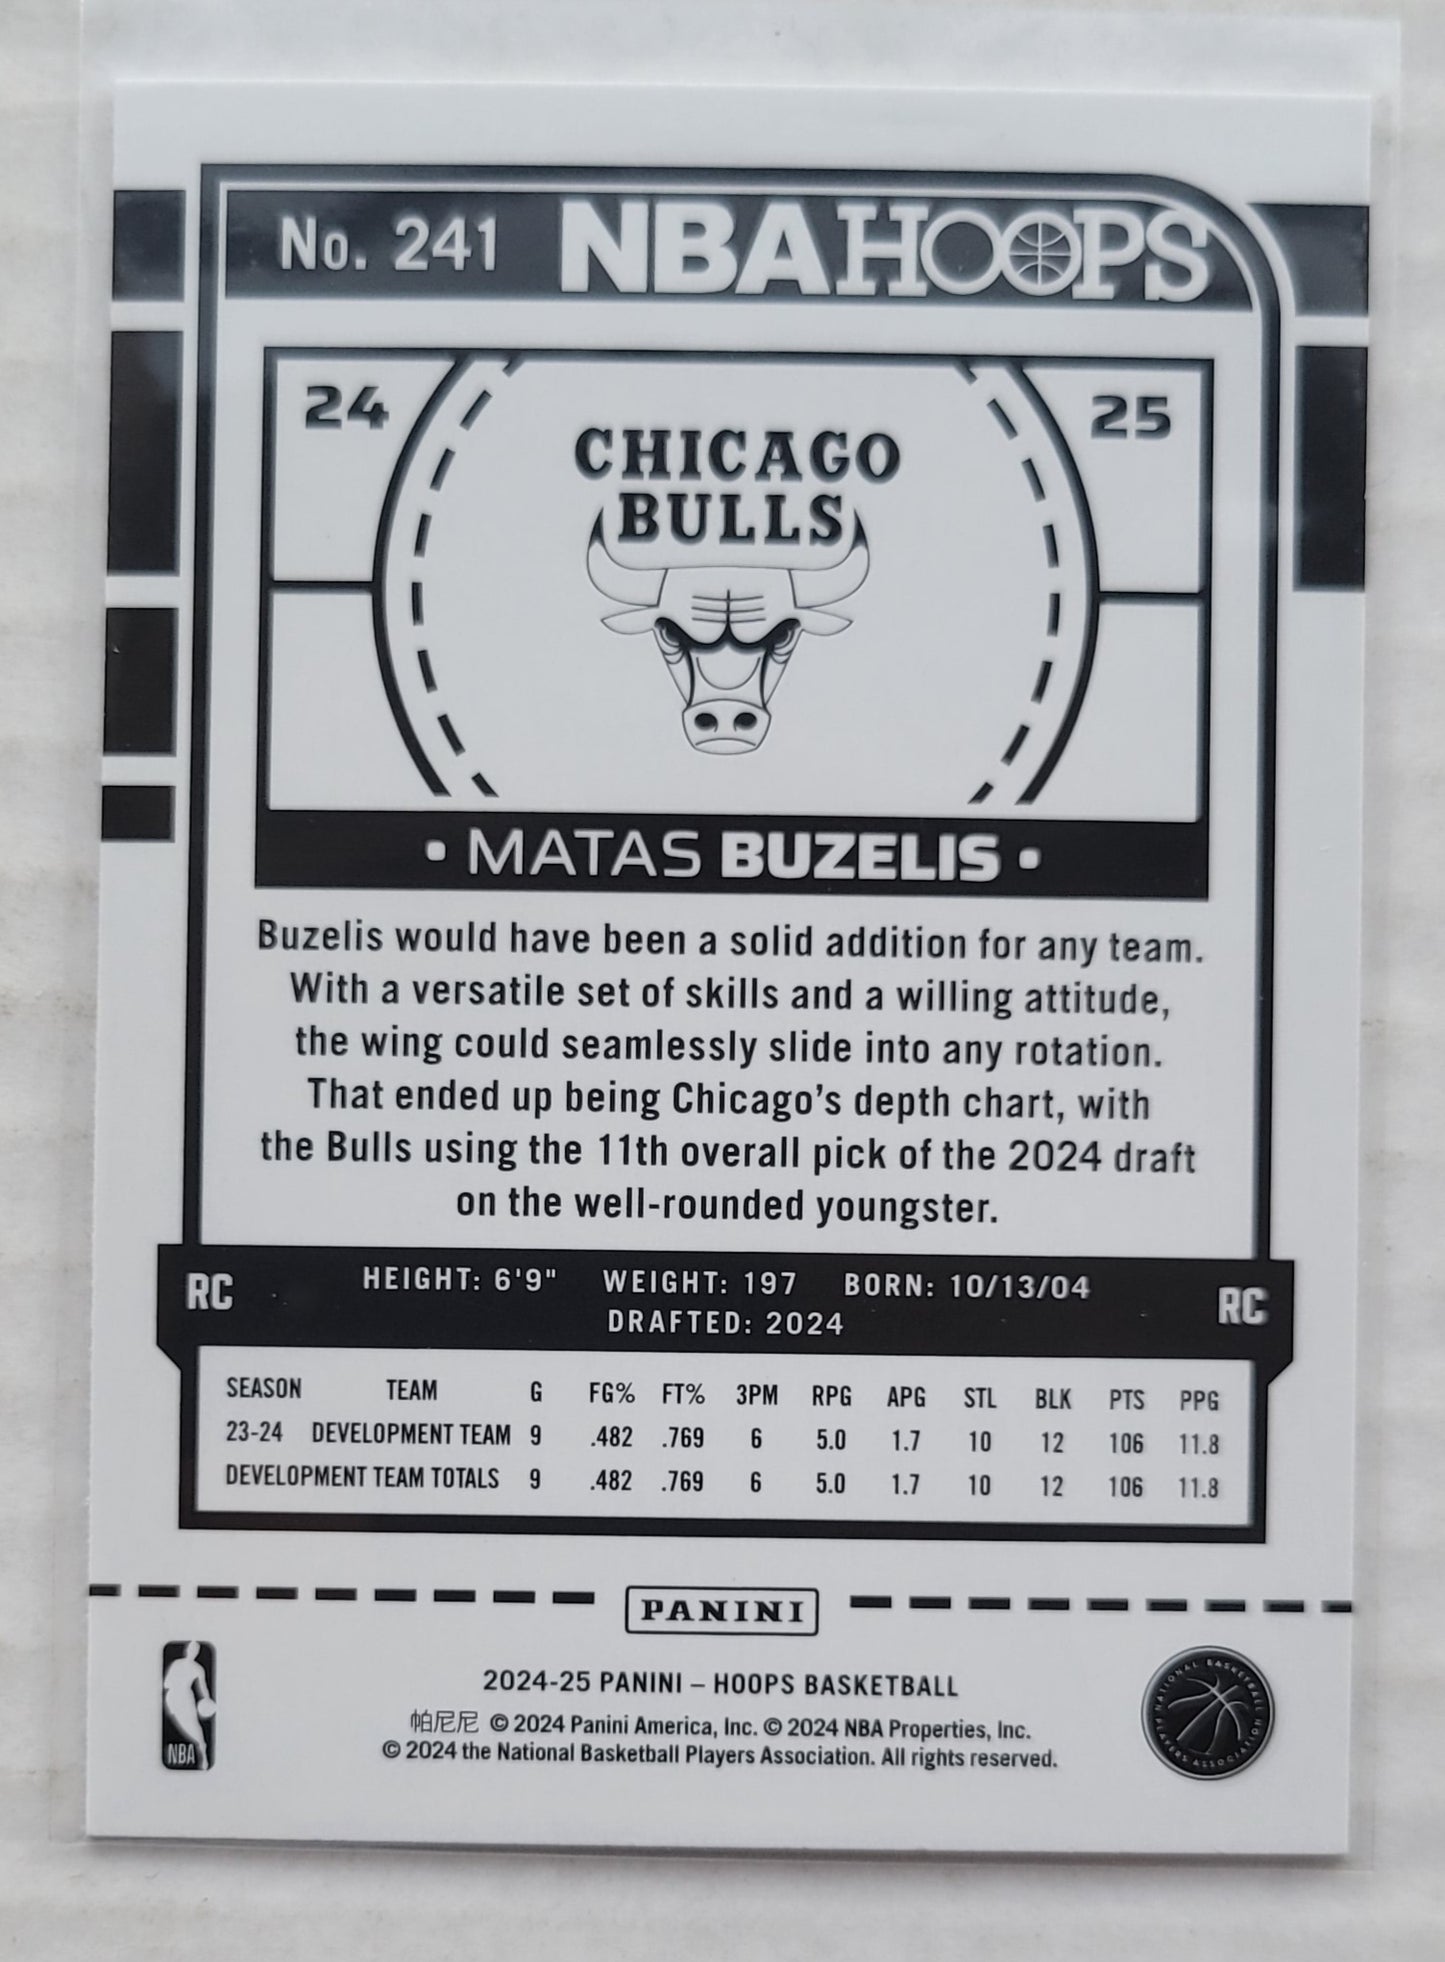 No. 241 NBA HOOPS
24 25
CHICAGO
BULLS
• MATAS BUZELIS •
Buzelis would have been a solid addition for any team.
With a versatile set of skills and a willing attitude,
the wing could seamlessly slide into any rotation.
That ended up being Chicago's depth chart, with
the Bulls using the 11th overall pick of the 2024 draft
on the well-rounded youngster.
RC HEIGHT: 6'9" WEIGHT: 197 BORN: 10/13/04 RC
DRAFTED: 2024
SEASON TEAM G FG% FT% 3PM RPG APG STL BLK PTS PPG
23-24 DEVELOPMENT TEAM 9 .482 .769 6 5.0 1.7 10 12 106 11.8
DEVELOPMENT TEAM TOTALS 9 .482 .769 6 5.0 1.7 10 12 106 11.8
PANINI
2024-25 PANINI – HOOPS BASKETBALL
帕尼尼 © 2024 Panini America, Inc. © 2024 NBA Properties, Inc.
© 2024 the National Basketball Players Association. All rights reserved.
NBA
NATIONAL BASKETBALL PLAYERS ASSOCIATION